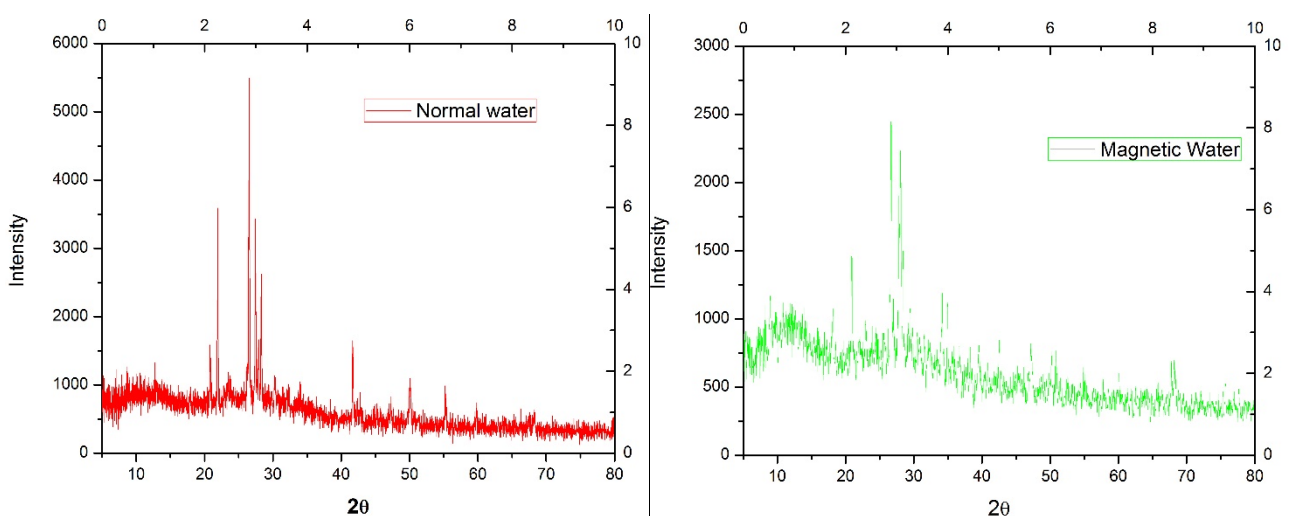 0 2 4 6 8 10
6000 10
5000 8
4000 6
3000
2000 4
1000 2
0 0
10 20 30 40 50 60 70 80
Intensity
Normal water
2θ
0 2 4 6 8 10
3000 10
2500 8
2000 6
1500
1000 4
500 2
0 0
10 20 30 40 50 60 70 80
Intensity
Magnetic Water
2θ